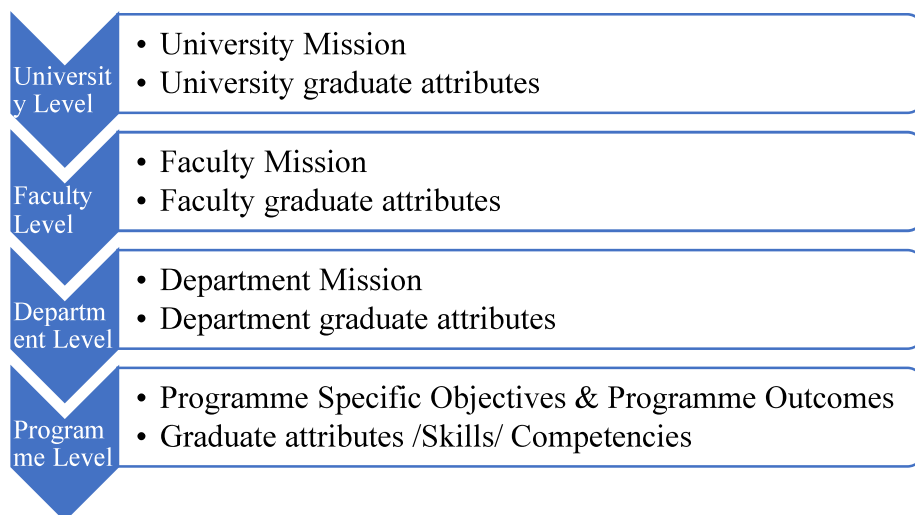 Universit
y Level
• University Mission
• University graduate attributes
Faculty
Level
• Faculty Mission
• Faculty graduate attributes
Departm
ent Level
• Department Mission
• Department graduate attributes
Program
me Level
• Programme Specific Objectives & Programme Outcomes
• Graduate attributes /Skills/ Competencies